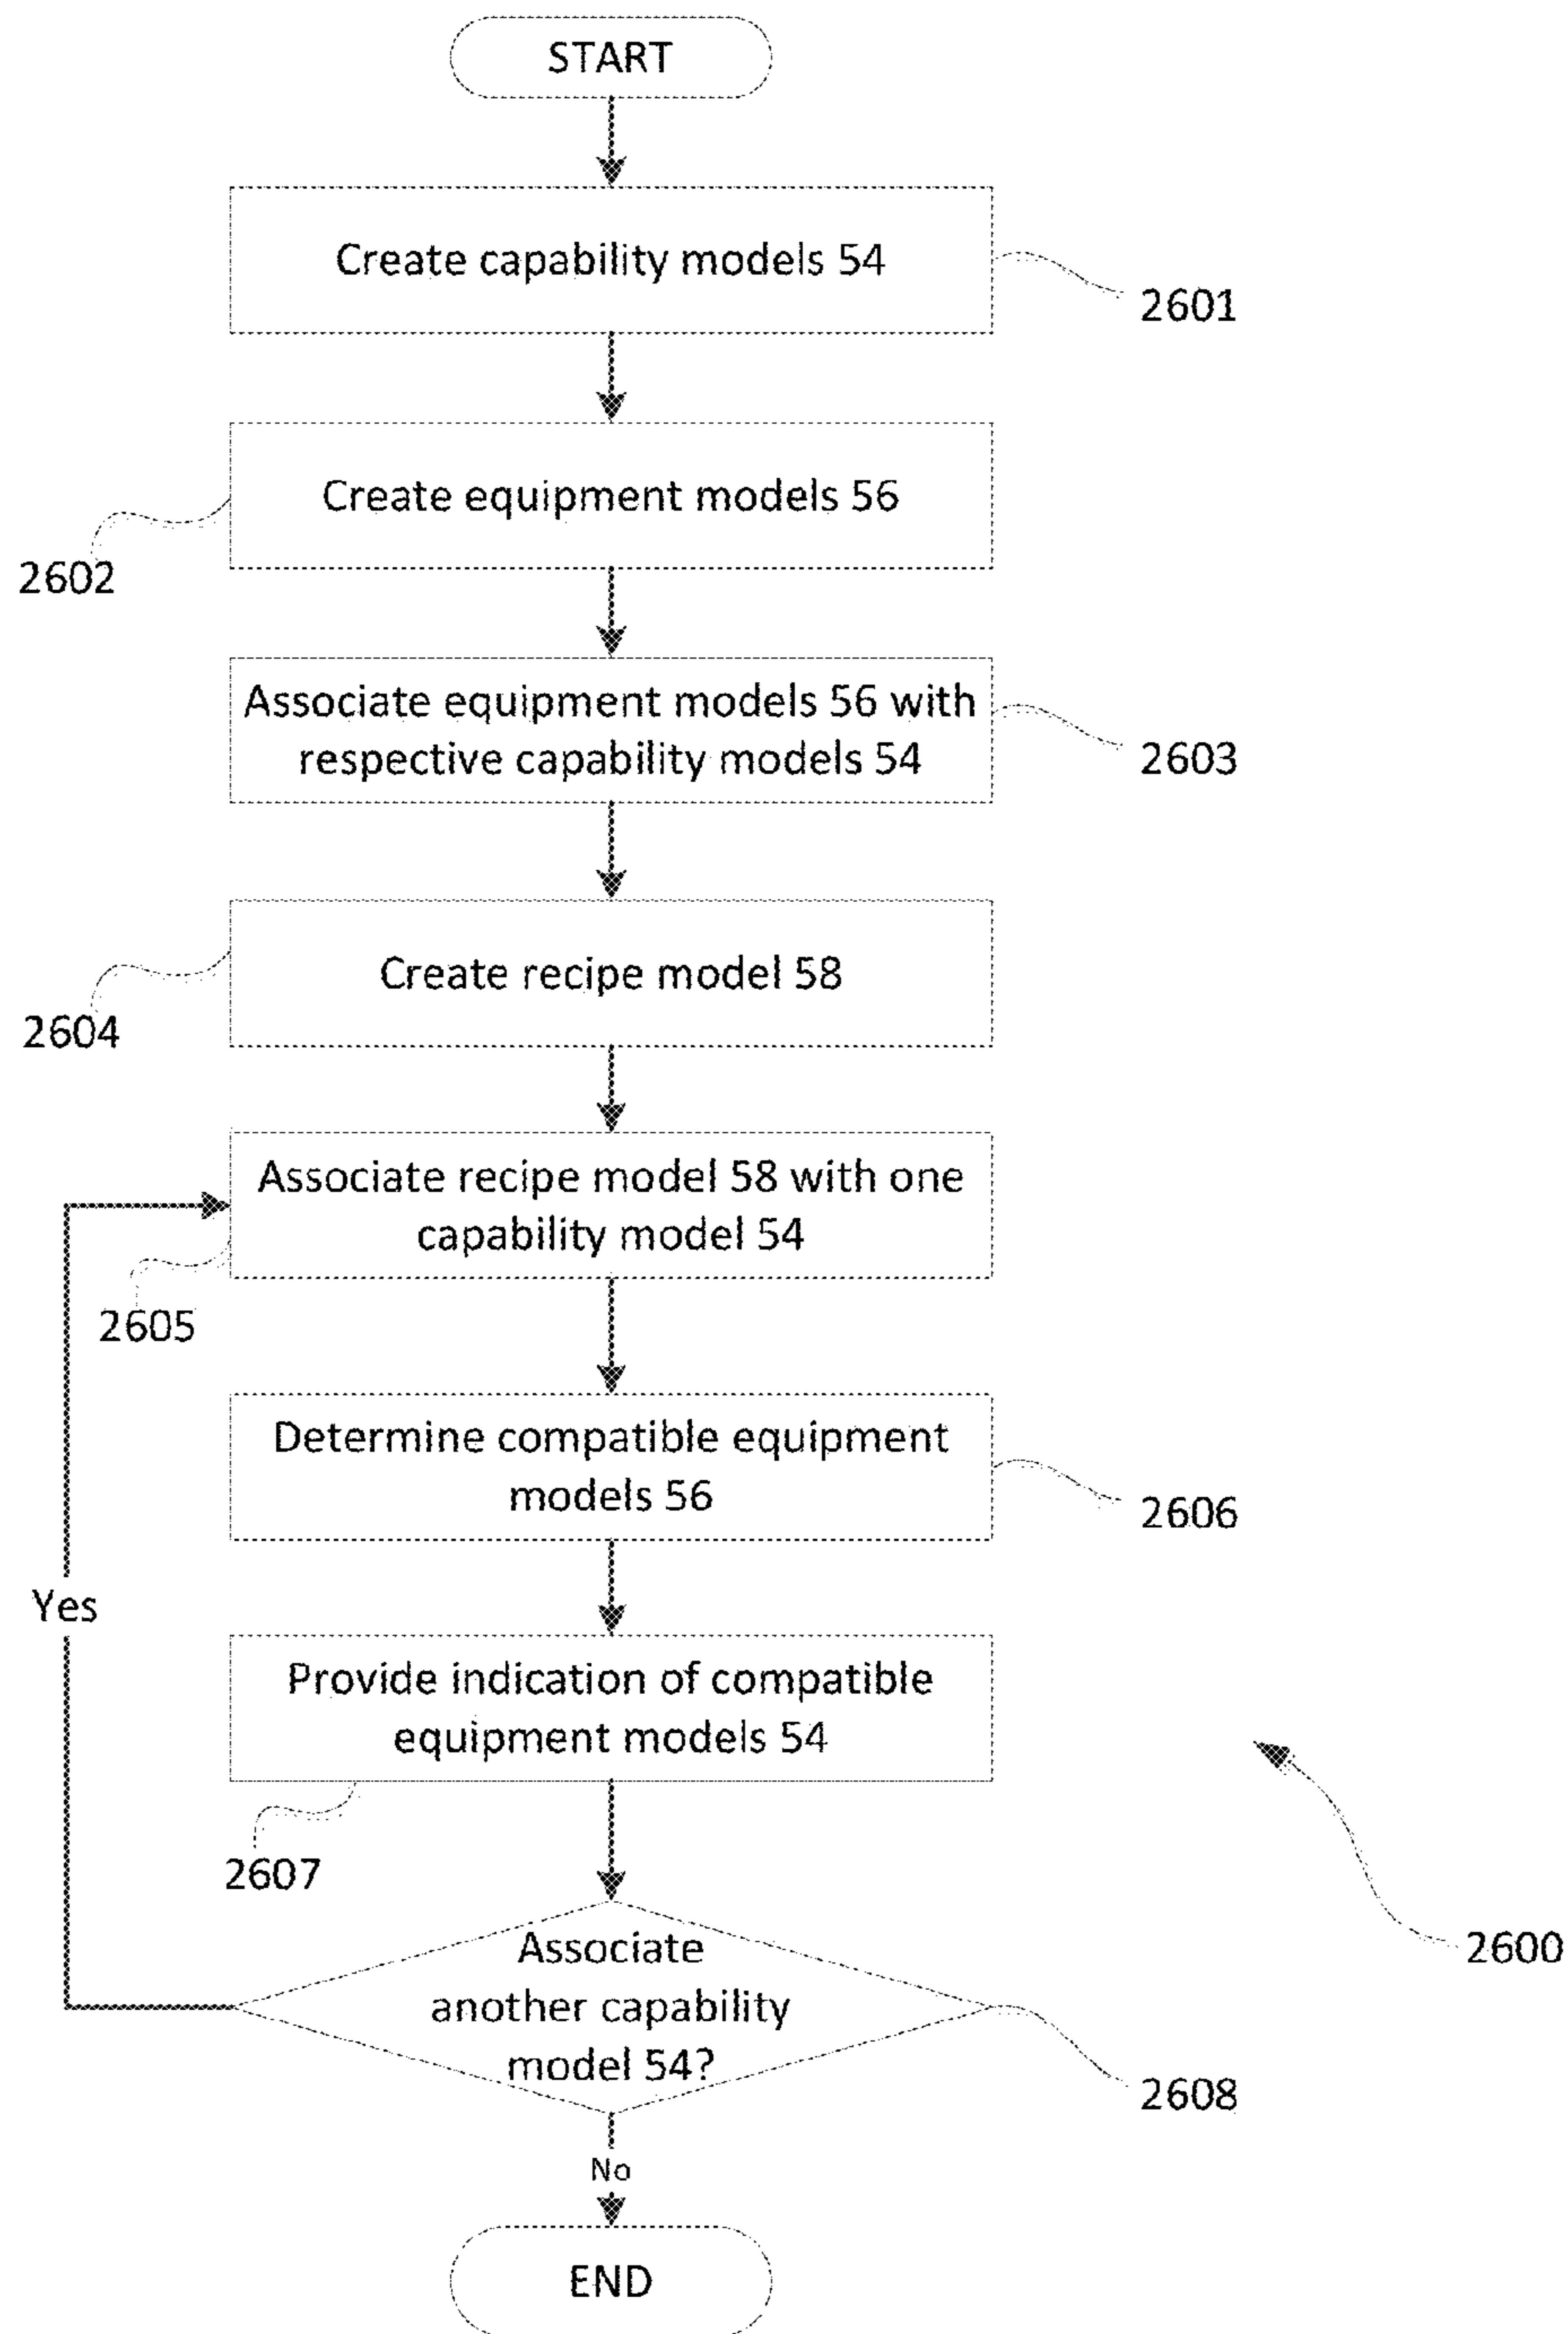 START
Create capability models 54
2601
Create equipment models 56
2602
Associate equipment models 56 with
respective capability models 54
2603
Create recipe model 58
2604
Associate recipe model 58 with one
capability model 54
2605
Determine compatible equipment
models 56
2606
Yes
Provide indication of compatible
equipment models 54
2607
Associate
another capability
model 54?
2600
2608
No
END